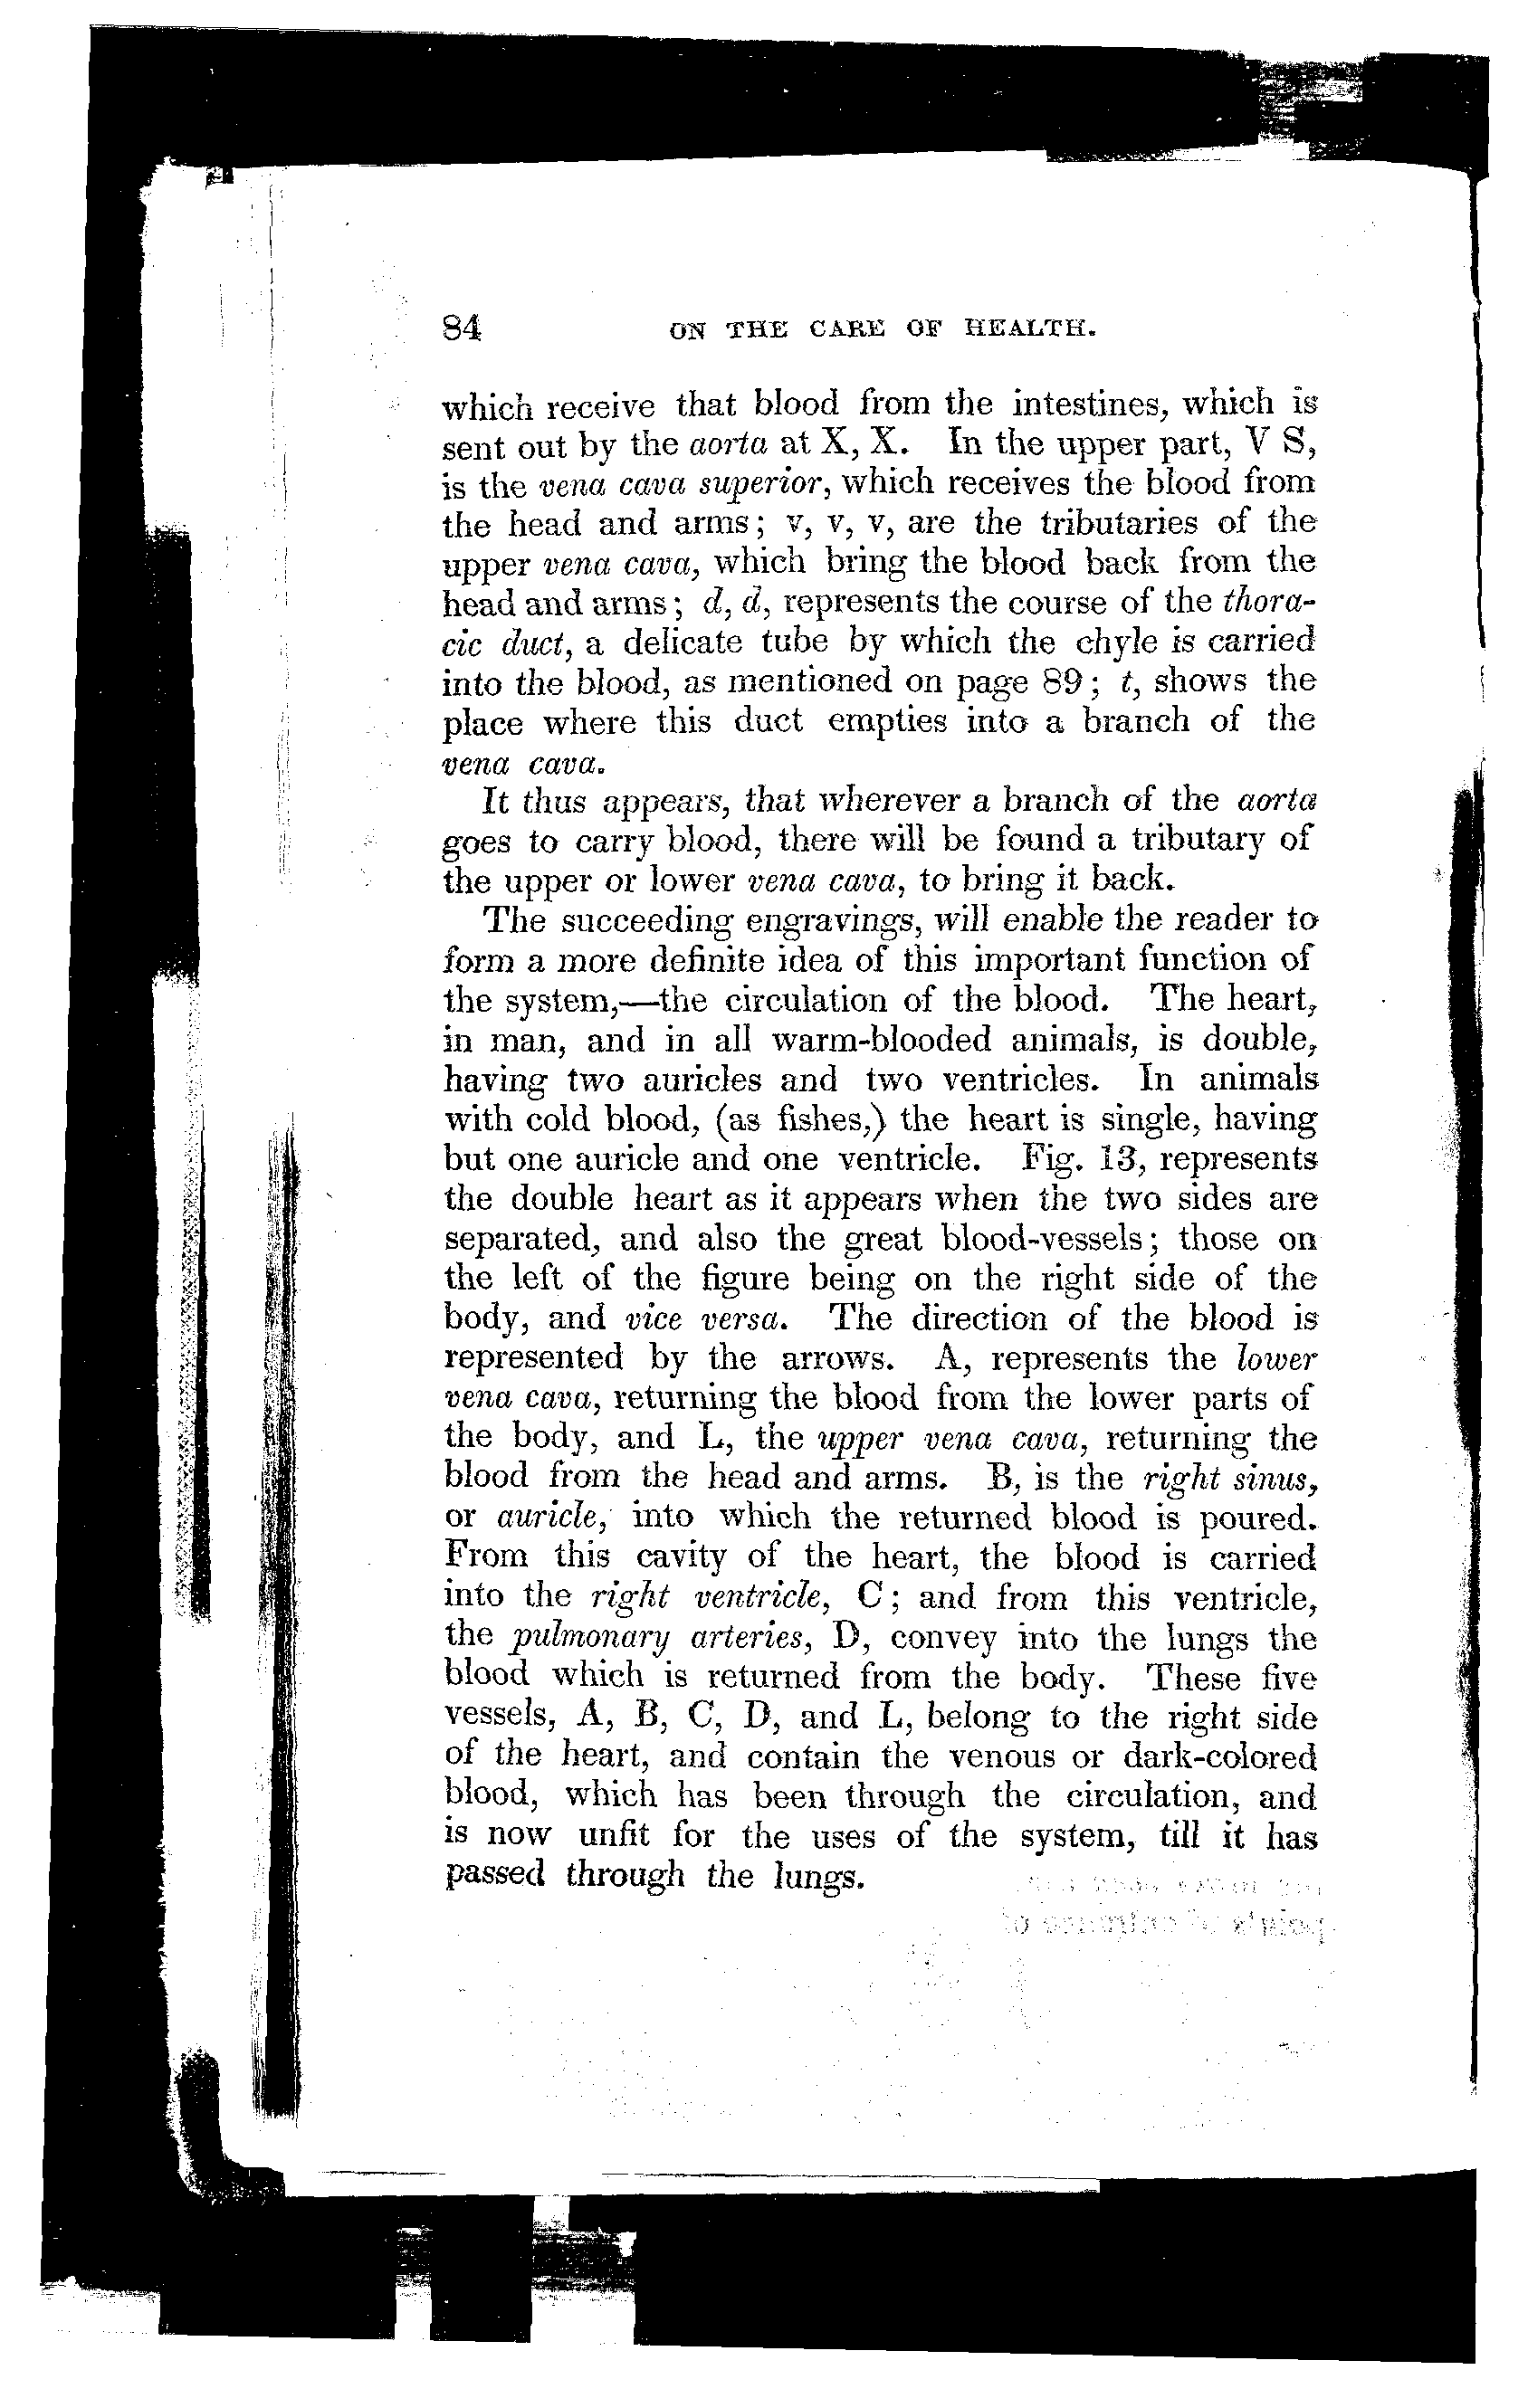 84 ON THE CARE OF HEALTH.
which receive that blood from the intestines, which is
sent out by the aorta at X, X. In the upper part, V S,
is the vena cava superior, which receives the blood from
the head and arms; v, v, v, are the tributaries of the
upper vena cava, which bring the blood back from the
head and arms; d, d, represents the course of the thora-
cic duct, a delicate tube by which the chyle is carried
into the blood, as mentioned on page 89; t, shows the
place where this duct empties into a branch of the
vena cava.
It thus appears, that wherever a branch of the aorta
goes to carry blood, there will be found a tributary of
the upper or lower vena cava, to bring it back.
The succeeding engravings, will enable the reader to
form a more definite idea of this important function of
the system,—the circulation of the blood. The heart,
in man, and in all warm-blooded animals, is double,
having two auricles and two ventricles. In animals
with cold blood, (as fishes,) the heart is single, having
but one auricle and one ventricle. Fig. 13, represents
the double heart as it appears when the two sides are
separated, and also the great blood-vessels; those on
the left of the figure being on the right side of the
body, and vice versa. The direction of the blood is
represented by the arrows. A, represents the lower
vena cava, returning the blood from the lower parts of
the body, and L, the upper vena cava, returning the
blood from the head and arms. B, is the right sinus,
or auricle, into which the returned blood is poured.
From this cavity of the heart, the blood is carried
into the right ventricle, C; and from this ventricle,
the pulmonary arteries, D, convey into the lungs the
blood which is returned from the body. These five
vessels, A, B, C, D, and L, belong to the right side
of the heart, and contain the venous or dark-colored
blood, which has been through the circulation, and
is now unfit for the uses of the system, till it has
passed through the lungs.